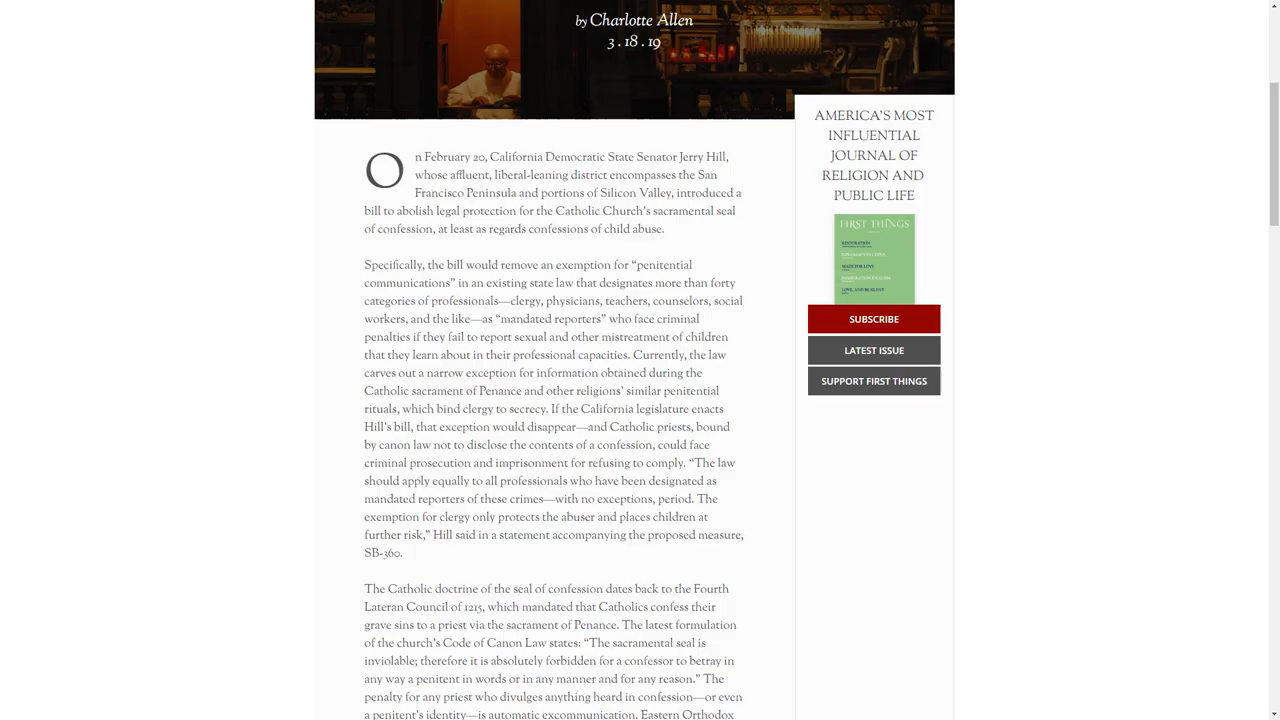 by Charlotte Allen
3 . 18 . 19
On February 20, California Democratic State Senator Jerry Hill,
whose affluent, liberal-leaning district encompasses the San
Francisco Peninsula and portions of Silicon Valley, introduced a
bill to abolish legal protection for the Catholic Church’s sacramental seal
of confession, at least as regards confessions of child abuse.
Specifically, the bill would remove an exemption for “penitential
communications” in an existing state law that designates more than forty
categories of professionals—clergy, physicians, teachers, counselors, social
workers, and the like—as “mandated reporters” who face criminal
penalties if they fail to report sexual and other mistreatment of children
that they learn about in their professional capacities. Currently, the law
carves out a narrow exception for information obtained during the
Catholic sacrament of Penance and other religions’ similar penitential
rituals, which bind clergy to secrecy. If the California legislature enacts
Hill’s bill, that exception would disappear—and Catholic priests, bound
by canon law not to disclose the contents of a confession, could face
criminal prosecution and imprisonment for refusing to comply. “The law
should apply equally to all professionals who have been designated as
mandated reporters of these crimes—with no exceptions, period. The
exemption for clergy only protects the abuser and places children at
further risk,” Hill said in a statement accompanying the proposed measure,
SB-360.
The Catholic doctrine of the seal of confession dates back to the Fourth
Lateran Council of 1215, which mandated that Catholics confess their
grave sins to a priest via the sacrament of Penance. The latest formulation
of the church’s Code of Canon Law states: “The sacramental seal is
inviolable; therefore it is absolutely forbidden for a confessor to betray in
any way a penitent in words or in any manner and for any reason.” The
penalty for any priest who divulges anything heard in confession—or even
a penitent’s identity—is automatic excommunication. Eastern Orthodox
AMERICA’S MOST
INFLUENTIAL
JOURNAL OF
RELIGION AND
PUBLIC LIFE
FIRST THINGS
MADE FOR LOVE
SUBSCRIBE
LATEST ISSUE
SUPPORT FIRST THINGS